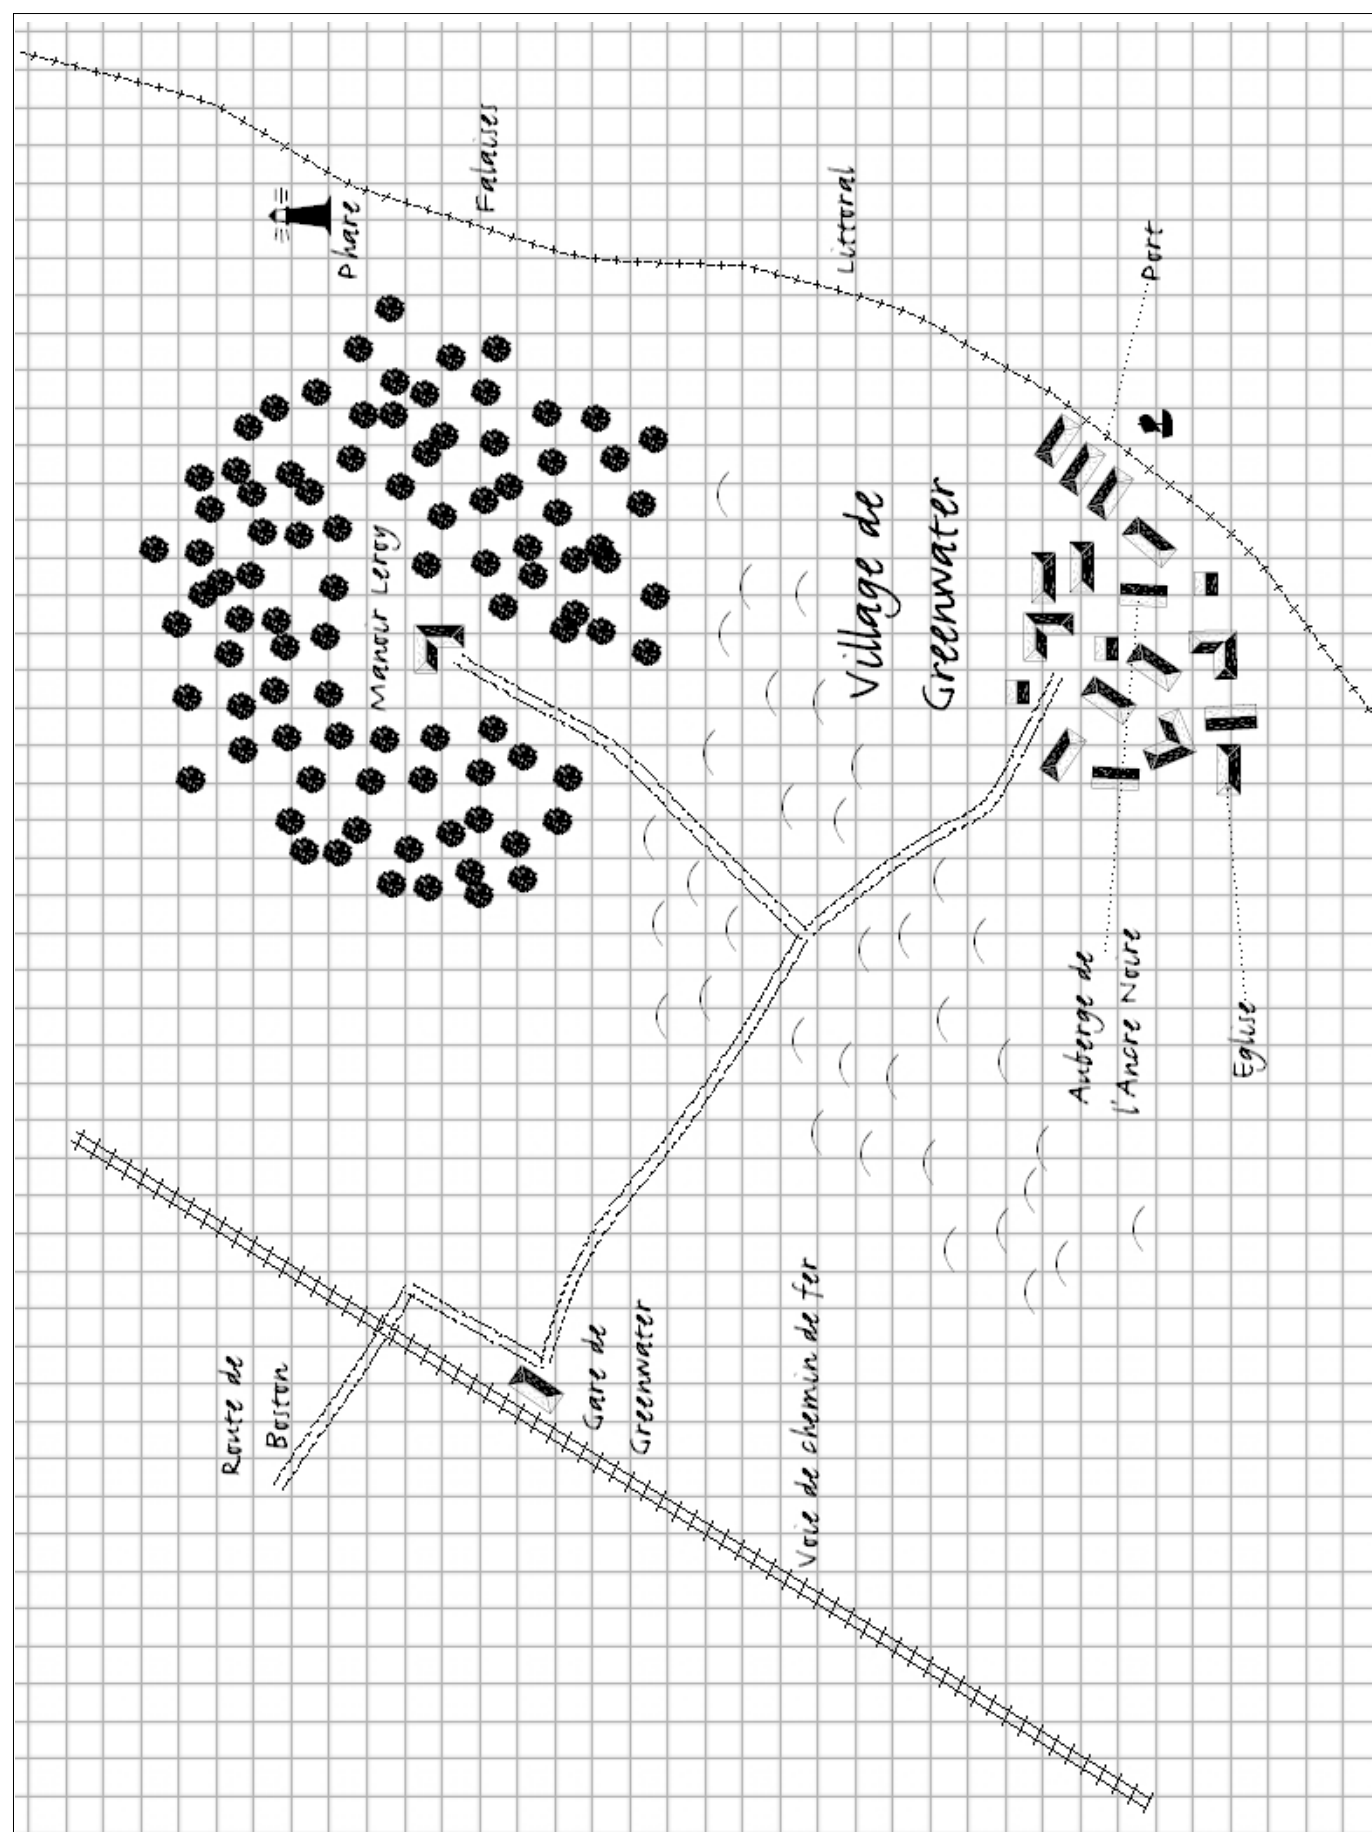 Route de
Boston
Gare de
Greenwater
Voie de chemin de fer
Manoir Leroy
Phare
Falaises
Littoral
Village de
Greenwater
Port
Auberge de
l'Ancre Noire
Eglise